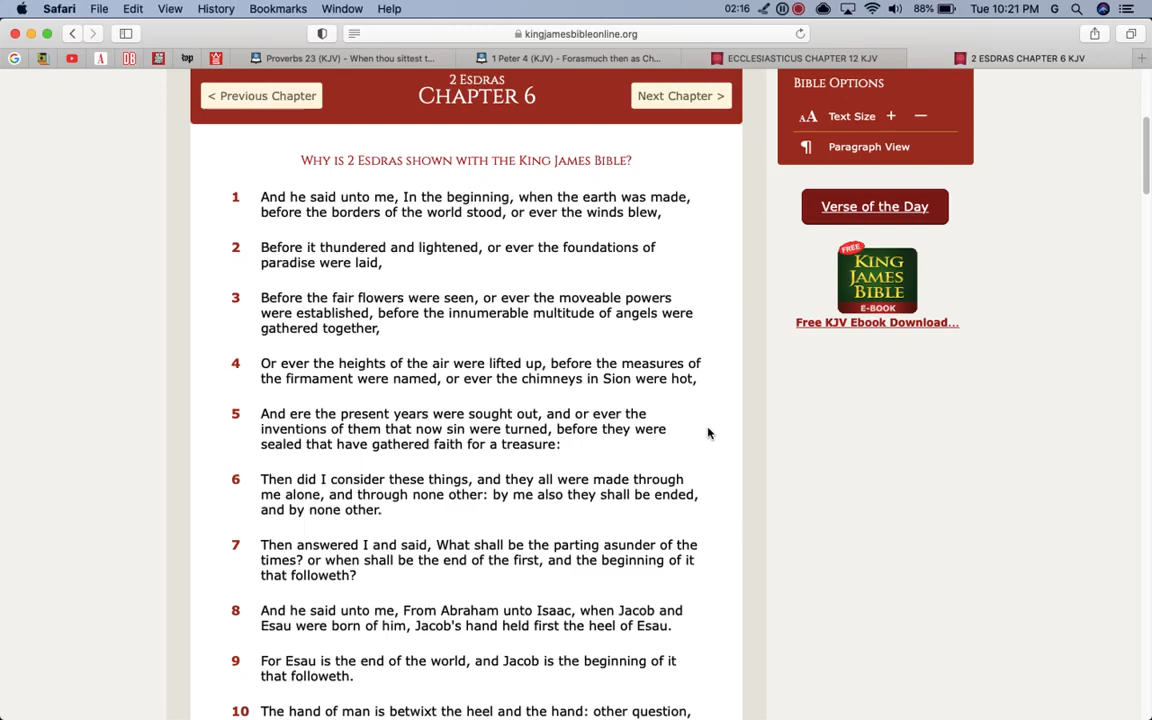 Safari File Edit View History Bookmarks Window Help 02:16 88% Tue 10:21 PM G
kingjamesbibleonline.org
G A DB top Proverbs 23 (KJV) - When thou sittest t... 1 Peter 4 (KJV) - Forasmuch then as Ch... ECCLESIASTICUS CHAPTER 12 KJV 2 ESDRAS CHAPTER 6 KJV
2 ESDRAS
< Previous Chapter CHAPTER 6 Next Chapter >
WHY IS 2 ESDRAS SHOWN WITH THE KING JAMES BIBLE?
1 And he said unto me, In the beginning, when the earth was made,
before the borders of the world stood, or ever the winds blew,
2 Before it thundered and lightened, or ever the foundations of
paradise were laid,
3 Before the fair flowers were seen, or ever the moveable powers
were established, before the innumerable multitude of angels were
gathered together,
4 Or ever the heights of the air were lifted up, before the measures of
the firmament were named, or ever the chimneys in Sion were hot,
5 And ere the present years were sought out, and or ever the
inventions of them that now sin were turned, before they were
sealed that have gathered faith for a treasure:
6 Then did I consider these things, and they all were made through
me alone, and through none other: by me also they shall be ended,
and by none other.
7 Then answered I and said, What shall be the parting asunder of the
times? or when shall be the end of the first, and the beginning of it
that followeth?
8 And he said unto me, From Abraham unto Isaac, when Jacob and
Esau were born of him, Jacob's hand held first the heel of Esau.
9 For Esau is the end of the world, and Jacob is the beginning of it
that followeth.
10 The hand of man is betwixt the heel and the hand: other question,
BIBLE OPTIONS
AA Text Size + −
¶ Paragraph View
Verse of the Day
FREE
KING
JAMES
BIBLE
E-BOOK
Free KJV Ebook Download...